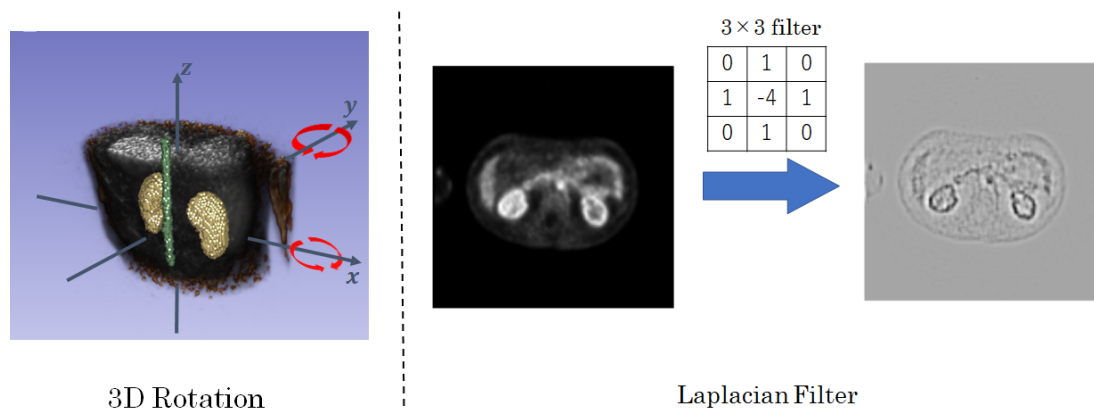 z
y
x
3D Rotation
3 × 3 filter
0 1 0
1 -4 1
0 1 0
Laplacian Filter